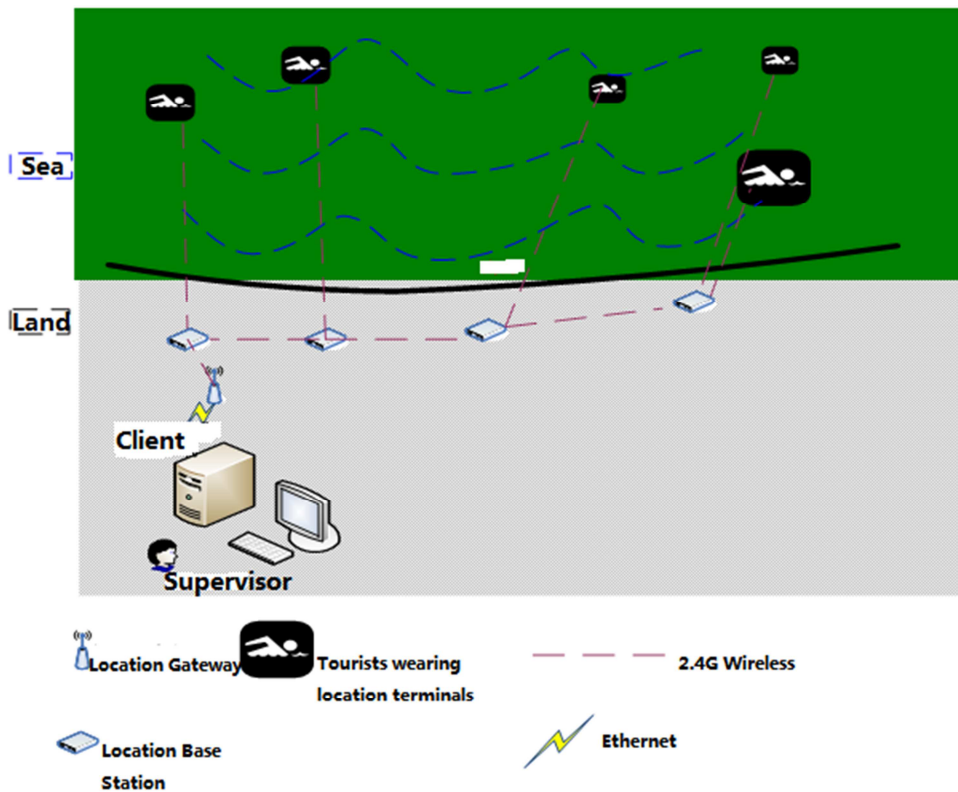 Sea
Land
Client
Supervisor
Location Gateway
Tourists wearing
location terminals
2.4G Wireless
Location Base
Station
Ethernet